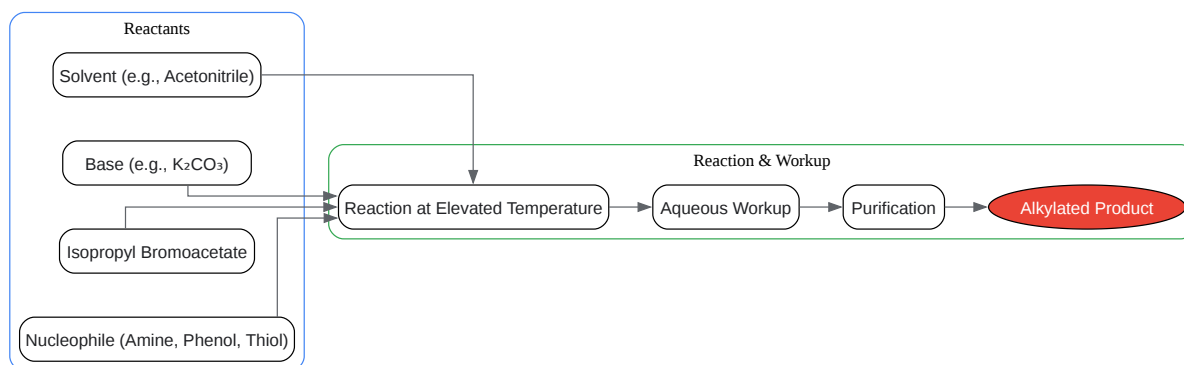 Reactants
Solvent (e.g., Acetonitrile)
Base (e.g., K₂CO₃)
Isopropyl Bromoacetate
Nucleophile (Amine, Phenol, Thiol)
Reaction & Workup
Reaction at Elevated Temperature
Aqueous Workup
Purification
Alkylated Product